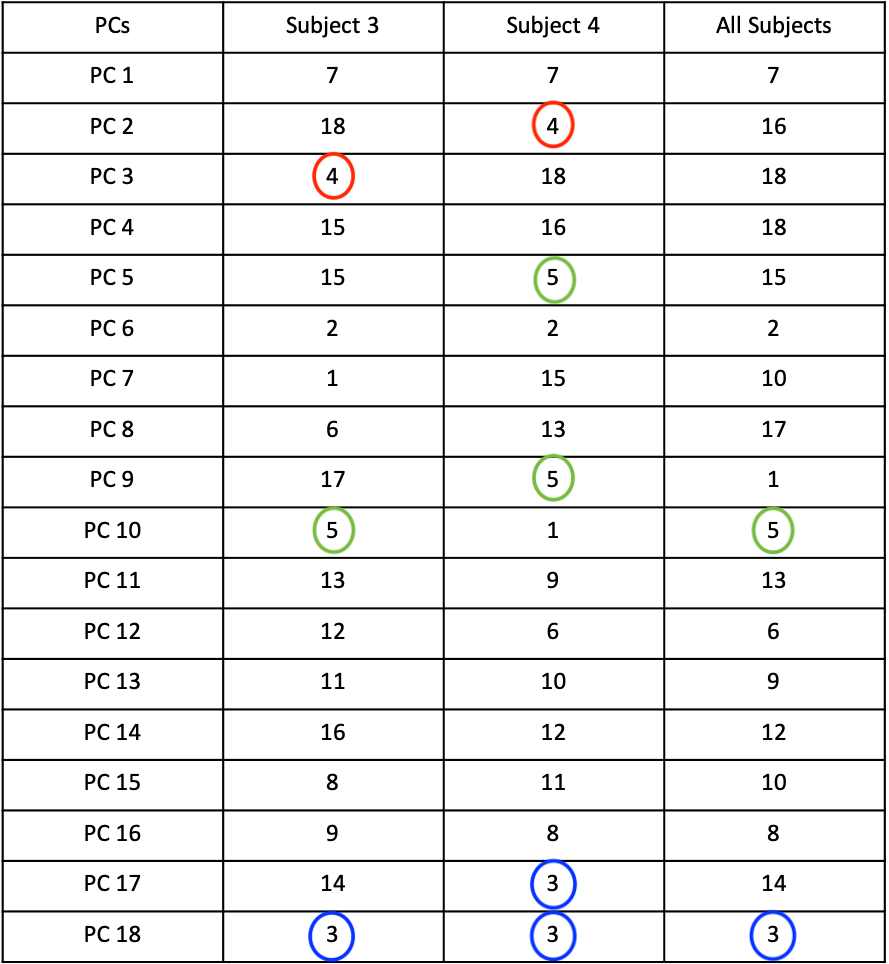 PCs Subject 3 Subject 4 All Subjects
PC 1 7 7 7
PC 2 18 4 16
PC 3 4 18 18
PC 4 15 16 18
PC 5 15 5 15
PC 6 2 2 2
PC 7 1 15 10
PC 8 6 13 17
PC 9 17 5 1
PC 10 5 1 5
PC 11 13 9 13
PC 12 12 6 6
PC 13 11 10 9
PC 14 16 12 12
PC 15 8 11 10
PC 16 9 8 8
PC 17 14 3 14
PC 18 3 3 3